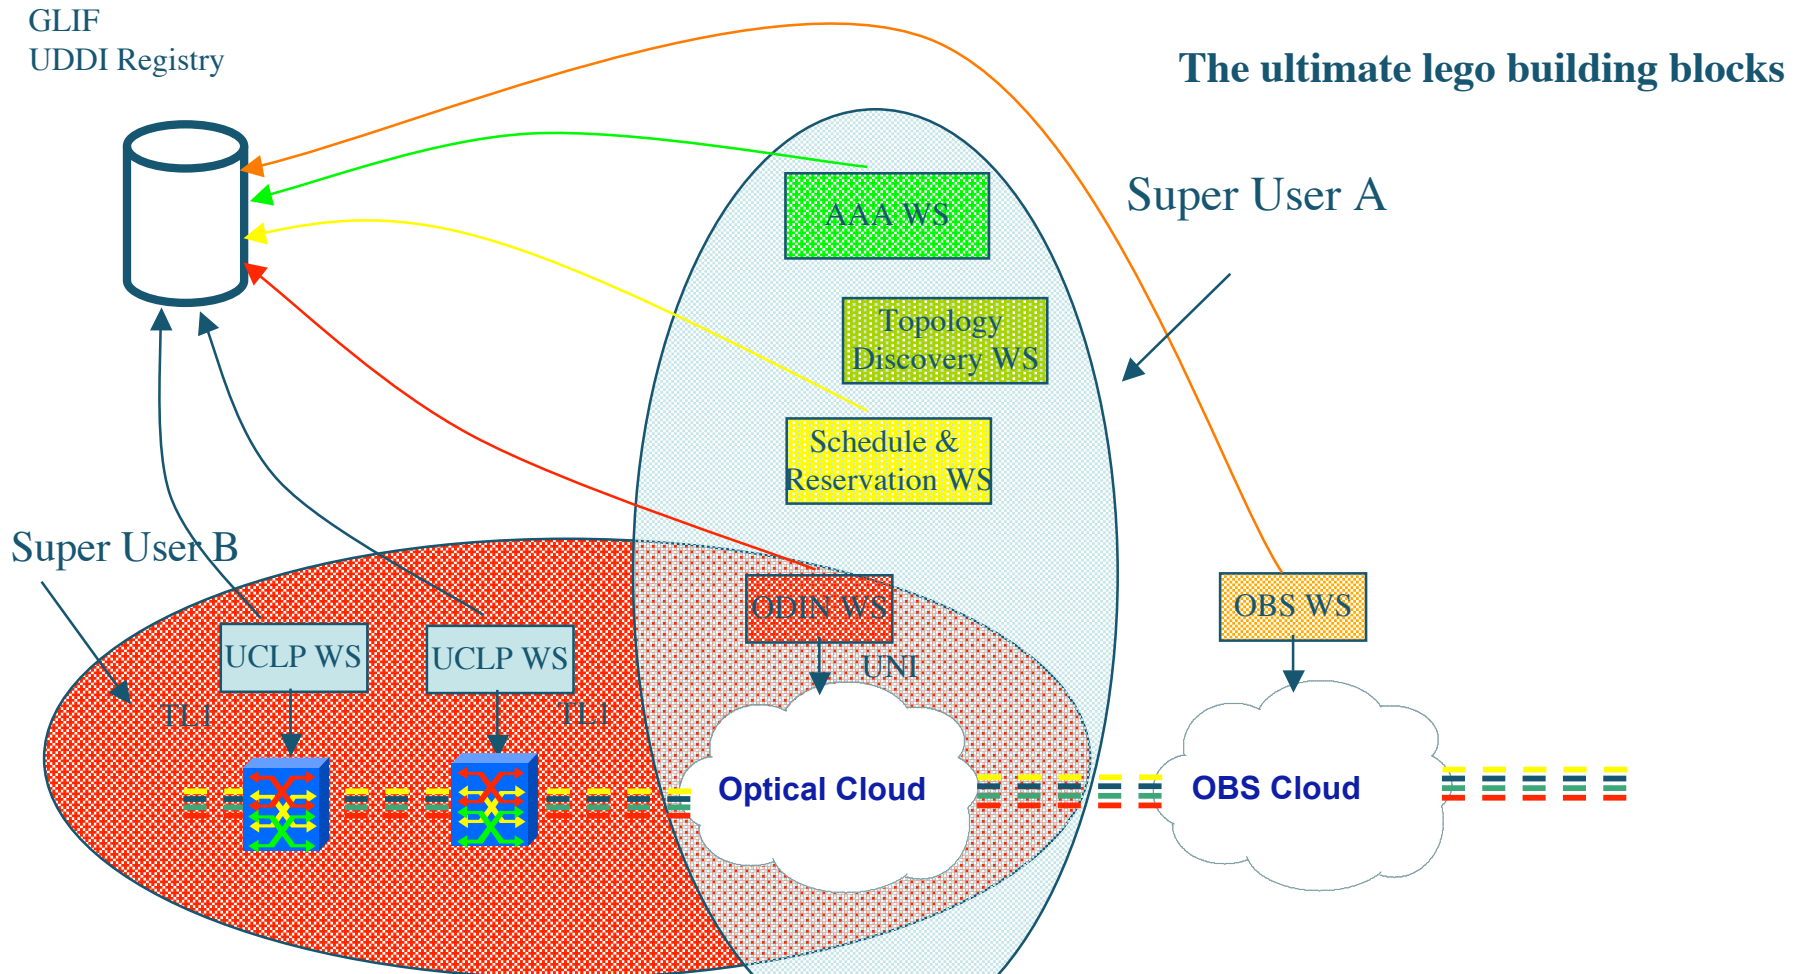 GLIF
UDDI Registry
The ultimate lego building blocks
Super User A
AAA WS
Topology
Discovery WS
Schedule &
Reservation WS
Super User B
ODIN WS
OBS WS
UCLP WS
UCLP WS
UNI
TL1
TL1
Optical Cloud
OBS Cloud